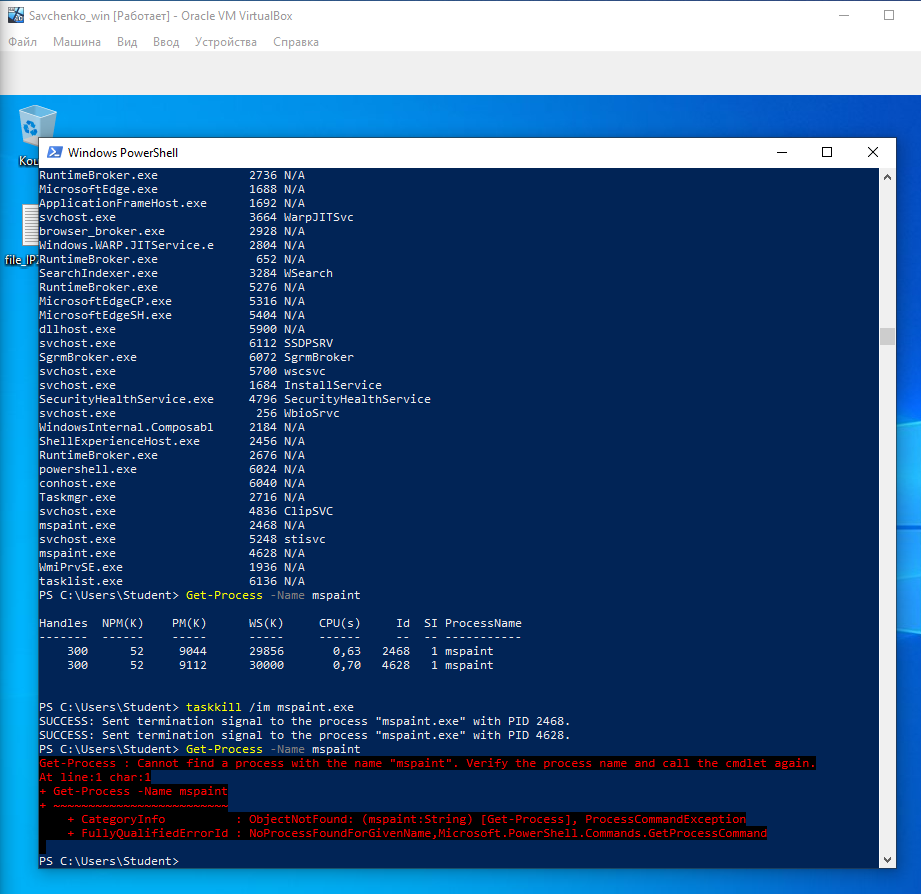 Savchenko_win [Работает] - Oracle VM VirtualBox
Файл Машина Вид Ввод Устройства Справка
Windows PowerShell
RuntimeBroker.exe 2736 N/A
MicrosoftEdge.exe 1688 N/A
ApplicationFrameHost.exe 1692 N/A
svchost.exe 3664 WarpJITSvc
browser_broker.exe 2928 N/A
Windows.WARP.JITService.e 2804 N/A
RuntimeBroker.exe 652 N/A
SearchIndexer.exe 3284 WSearch
RuntimeBroker.exe 5276 N/A
MicrosoftEdgeCP.exe 5316 N/A
MicrosoftEdgeSH.exe 5404 N/A
dllhost.exe 5900 N/A
svchost.exe 6112 SSDPSRV
SgrmBroker.exe 6072 SgrmBroker
svchost.exe 5700 wscsvc
svchost.exe 1684 InstallService
SecurityHealthService.exe 4796 SecurityHealthService
svchost.exe 256 WbioSrvc
WindowsInternal.Composabl 2184 N/A
ShellExperienceHost.exe 2456 N/A
RuntimeBroker.exe 2676 N/A
powershell.exe 6024 N/A
conhost.exe 6040 N/A
Taskmgr.exe 2716 N/A
svchost.exe 4836 ClipSVC
mspaint.exe 2468 N/A
svchost.exe 5248 stisvc
mspaint.exe 4628 N/A
WmiPrvSE.exe 1936 N/A
tasklist.exe 6136 N/A
PS C:\Users\Student> Get-Process -Name mspaint
Handles NPM(K) PM(K) WS(K) CPU(s) Id SI ProcessName
------- ------ ----- ----- ------ -- -- -----------
300 52 9044 29856 0,63 2468 1 mspaint
300 52 9112 30000 0,70 4628 1 mspaint
PS C:\Users\Student> taskkill /im mspaint.exe
SUCCESS: Sent termination signal to the process "mspaint.exe" with PID 2468.
SUCCESS: Sent termination signal to the process "mspaint.exe" with PID 4628.
PS C:\Users\Student> Get-Process -Name mspaint
Get-Process : Cannot find a process with the name "mspaint". Verify the process name and call the cmdlet again.
At line:1 char:1
+ Get-Process -Name mspaint
+ ~~~~~~~~~~~~~~~~~~~~~~~~~
+ CategoryInfo : ObjectNotFound: (mspaint:String) [Get-Process], ProcessCommandException
+ FullyQualifiedErrorId : NoProcessFoundForGivenName,Microsoft.PowerShell.Commands.GetProcessCommand
PS C:\Users\Student>